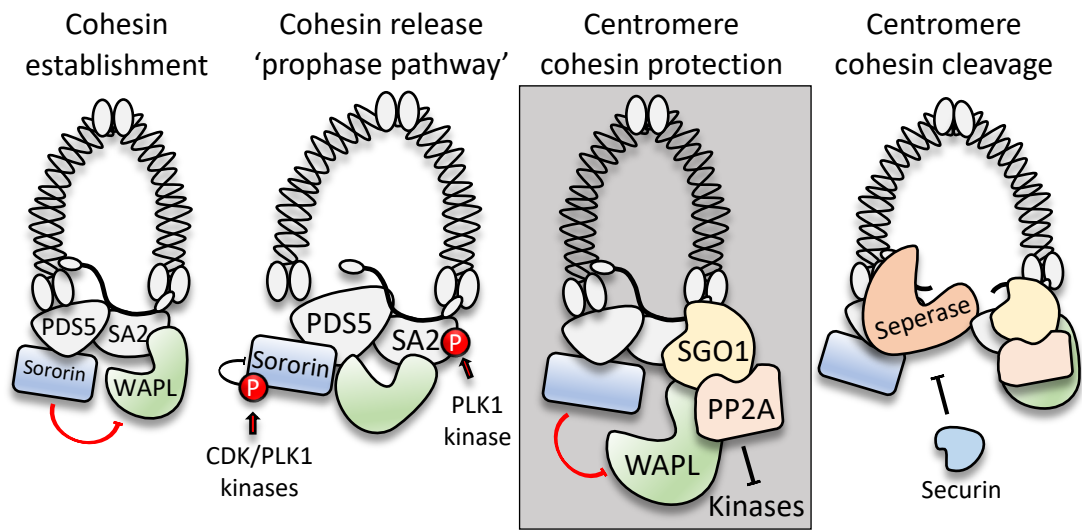 Cohesin
establishment
PDS5
SA2
Sororin
WAPL
Cohesin release
‘prophase pathway’
PDS5
SA2
P
Sororin
P
CDK/PLK1
kinases
PLK1
kinase
Centromere
cohesin protection
SGO1
PP2A
WAPL
Kinases
Centromere
cohesin cleavage
Seperase
Securin